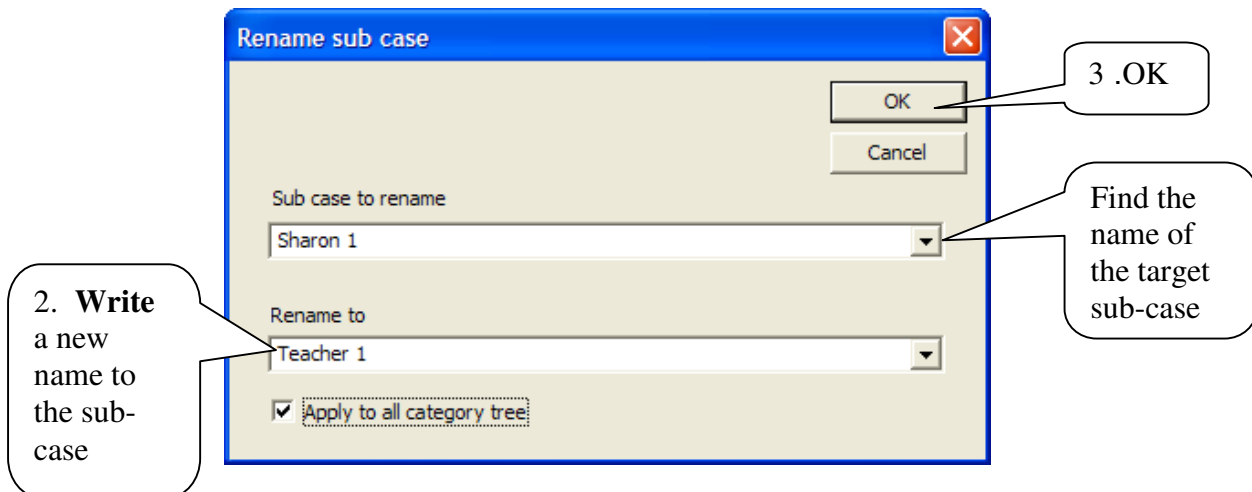 Rename sub case
3 .OK
OK
Cancel
Sub case to rename
Sharon 1
Find the
name of
the target
sub-case
2. Write
a new
name to
the sub-
case
Rename to
Teacher 1
Apply to all category tree